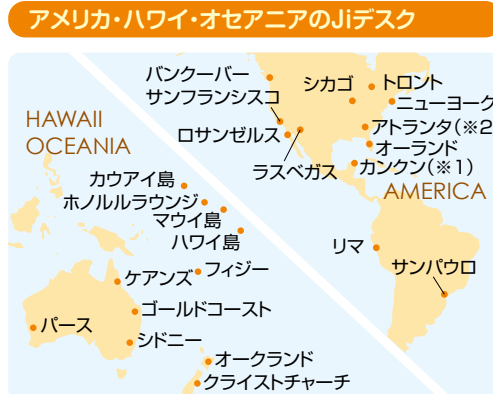 アメリカ・ハワイ・オセアニアのJiデスク
バンクーバー
サンフランシスコ
ロサンゼルス
ラスベガス
シカゴ
トロント
ニューヨーク
アトランタ(※2
オーランド
カンクン(※1)
AMERICA
リマ
サンパウロ
HAWAII
OCEANIA
カウアイ島
ホノルルラウンジ
マウイ島
ハワイ島
ケアンズ
フィジー
ゴールドコースト
パース
シドニー
オークランド
クライストチャーチ